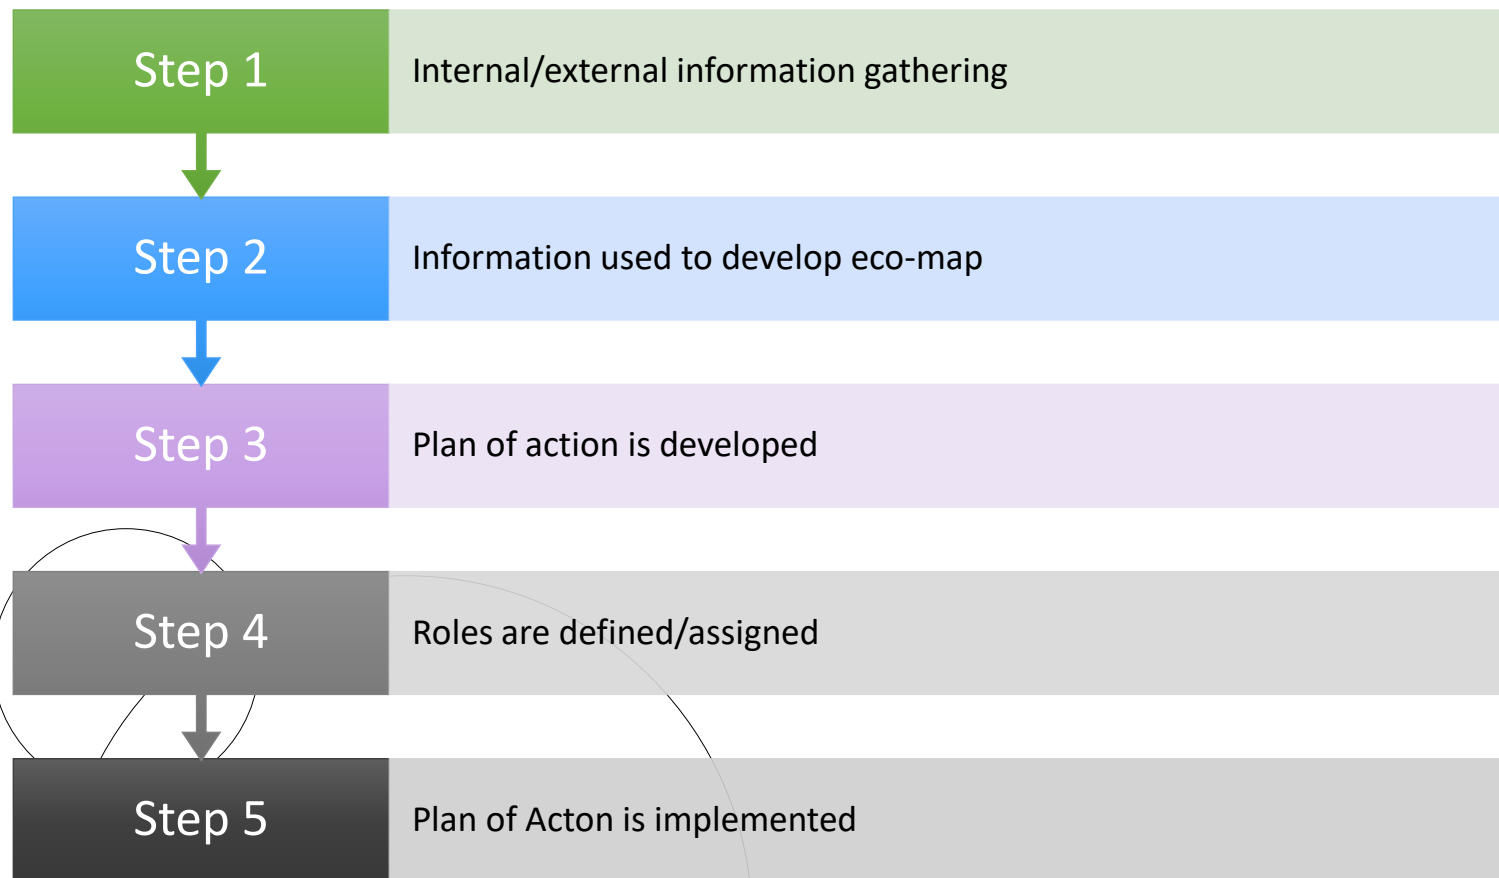 Step 1
Internal/external information gathering
Step 2
Information used to develop eco-map
Step 3
Plan of action is developed
Step 4
Roles are defined/assigned
Step 5
Plan of Acton is implemented